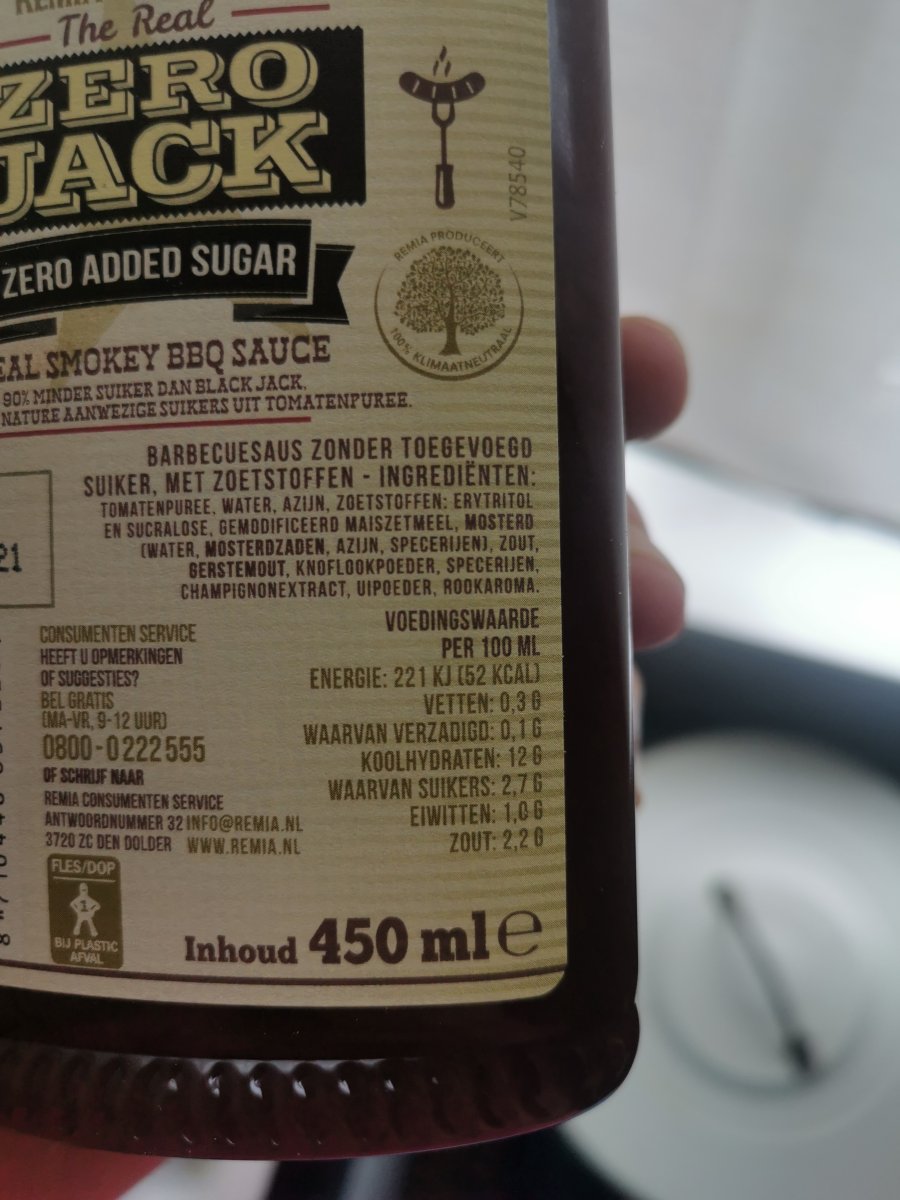 The Real
ZERO
JACK
ZERO ADDED SUGAR
V78540
REMIA PRODUCEERT
100% KLIMAATNEUTRAAL
SMOKEY BBQ SAUCE
90% MINDER SUIKER DAN BLACK JACK,
NATURE AANWEZIGE SUIKERS UIT TOMATENPUREE.
BARBECUESAUS ZONDER TOEGEVOEGD
SUIKER, MET ZOETSTOFFEN - INGREDIËNTEN:
TOMATENPUREE, WATER, AZIJN, ZOETSTOFFEN: ERYTRITOL
EN SUCRALOSE, GEMODIFICEERD MAISZETMEEL, MOSTERD
(WATER, MOSTERDZADEN, AZIJN, SPECERIJEN), ZOUT,
GERSTEMOUT, KNOFLOOKPOEDER, SPECERIJEN,
CHAMPIGNONEXTRACT, UIPOEDER, ROOKAROMA.
21
CONSUMENTEN SERVICE
HEEFT U OPMERKINGEN
OF SUGGESTIES?
BEL GRATIS
(MA-VR, 9-12 UUR)
0800-0222555
OF SCHRIJF NAAR
REMIA CONSUMENTEN SERVICE
ANTWOORDNUMMER 32 INFO@REMIA.NL
3720 ZC DEN DOLDER WWW.REMIA.NL
VOEDINGSWAARDE
PER 100 ML
ENERGIE: 221 KJ (52 KCAL)
VETTEN: 0,3 G
WAARVAN VERZADIGD: 0,1 G
KOOLHYDRATEN: 12 G
WAARVAN SUIKERS: 2,7 G
EIWITTEN: 1,0 G
ZOUT: 2,2 G
FLES/DOP
1
BIJ PLASTIC
AFVAL
Inhoud 450 ml e